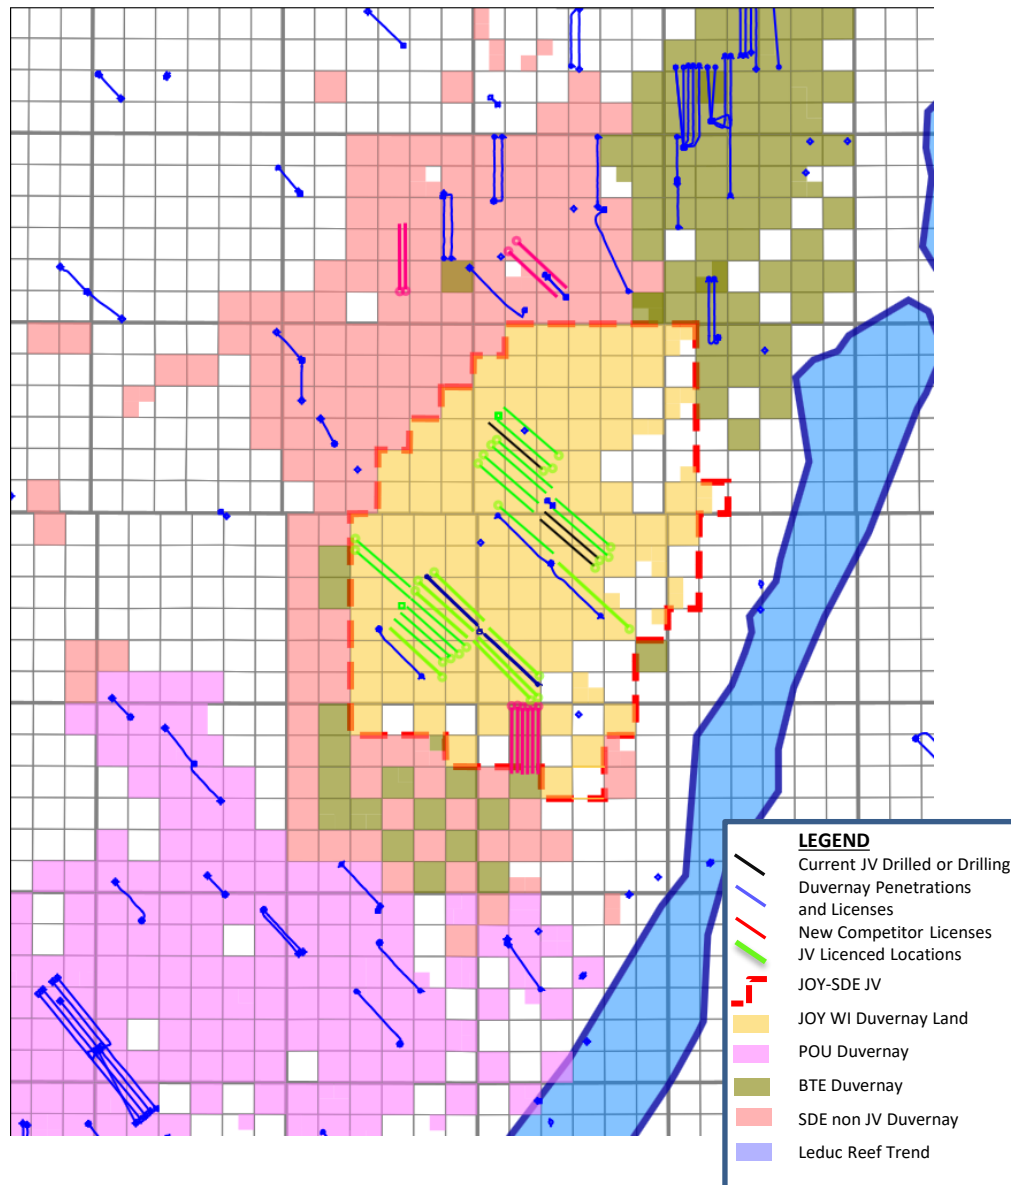 LEGEND
Current JV Drilled or Drilling
Duvernay Penetrations
and Licenses
New Competitor Licenses
JV Licenced Locations
JOY-SDE JV
JOY WI Duvernay Land
POU Duvernay
BTE Duvernay
SDE non JV Duvernay
Leduc Reef Trend